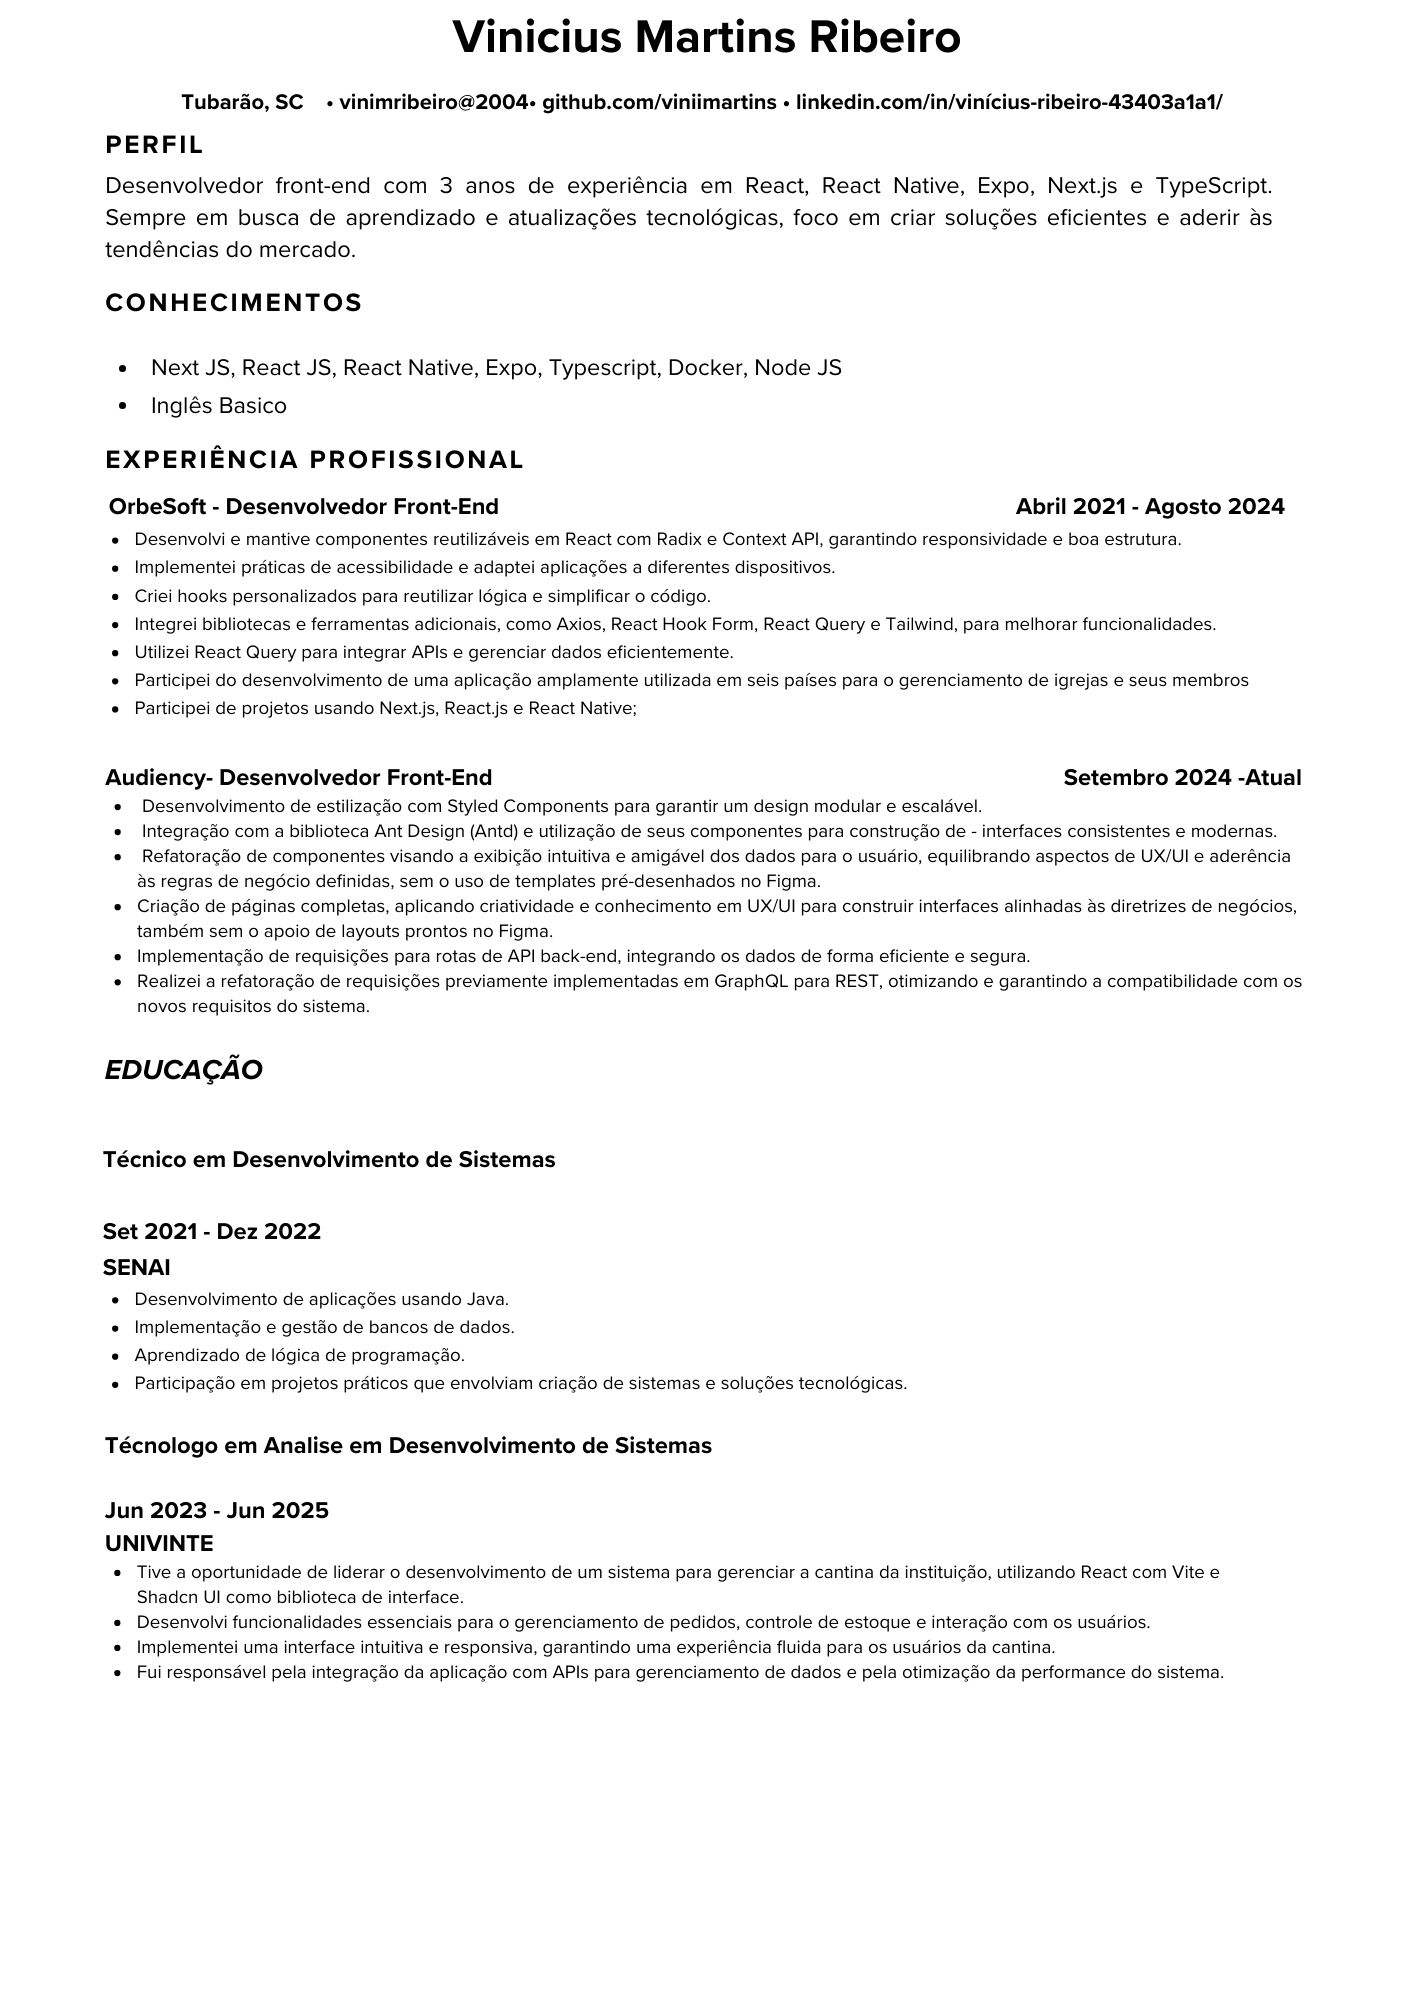 Vinicius Martins Ribeiro
Tubarão, SC • vinimribeiro@2004• github.com/viniimartins • linkedin.com/in/vinícius-ribeiro-43403a1a1/
PERFIL
Desenvolvedor front-end com 3 anos de experiência em React, React Native, Expo, Next.js e TypeScript.
Sempre em busca de aprendizado e atualizações tecnológicas, foco em criar soluções eficientes e aderir às
tendências do mercado.
CONHECIMENTOS
• Next JS, React JS, React Native, Expo, Typescript, Docker, Node JS
• Inglês Basico
EXPERIÊNCIA PROFISSIONAL
OrbeSoft - Desenvolvedor Front-End Abril 2021 - Agosto 2024
• Desenvolvi e mantive componentes reutilizáveis em React com Radix e Context API, garantindo responsividade e boa estrutura.
• Implementei práticas de acessibilidade e adaptei aplicações a diferentes dispositivos.
• Criei hooks personalizados para reutilizar lógica e simplificar o código.
• Integrei bibliotecas e ferramentas adicionais, como Axios, React Hook Form, React Query e Tailwind, para melhorar funcionalidades.
• Utilizei React Query para integrar APIs e gerenciar dados eficientemente.
• Participei do desenvolvimento de uma aplicação amplamente utilizada em seis países para o gerenciamento de igrejas e seus membros
• Participei de projetos usando Next.js, React.js e React Native;
Audiency- Desenvolvedor Front-End Setembro 2024 -Atual
• Desenvolvimento de estilização com Styled Components para garantir um design modular e escalável.
• Integração com a biblioteca Ant Design (Antd) e utilização de seus componentes para construção de - interfaces consistentes e modernas.
• Refatoração de componentes visando a exibição intuitiva e amigável dos dados para o usuário, equilibrando aspectos de UX/UI e aderência
às regras de negócio definidas, sem o uso de templates pré-desenhados no Figma.
• Criação de páginas completas, aplicando criatividade e conhecimento em UX/UI para construir interfaces alinhadas às diretrizes de negócios,
também sem o apoio de layouts prontos no Figma.
• Implementação de requisições para rotas de API back-end, integrando os dados de forma eficiente e segura.
• Realizei a refatoração de requisições previamente implementadas em GraphQL para REST, otimizando e garantindo a compatibilidade com os
novos requisitos do sistema.
EDUCAÇÃO
Técnico em Desenvolvimento de Sistemas
Set 2021 - Dez 2022
SENAI
• Desenvolvimento de aplicações usando Java.
• Implementação e gestão de bancos de dados.
• Aprendizado de lógica de programação.
• Participação em projetos práticos que envolviam criação de sistemas e soluções tecnológicas.
Técnologo em Analise em Desenvolvimento de Sistemas
Jun 2023 - Jun 2025
UNIVINTE
• Tive a oportunidade de liderar o desenvolvimento de um sistema para gerenciar a cantina da instituição, utilizando React com Vite e
Shadcn UI como biblioteca de interface.
• Desenvolvi funcionalidades essenciais para o gerenciamento de pedidos, controle de estoque e interação com os usuários.
• Implementei uma interface intuitiva e responsiva, garantindo uma experiência fluida para os usuários da cantina.
• Fui responsável pela integração da aplicação com APIs para gerenciamento de dados e pela otimização da performance do sistema.